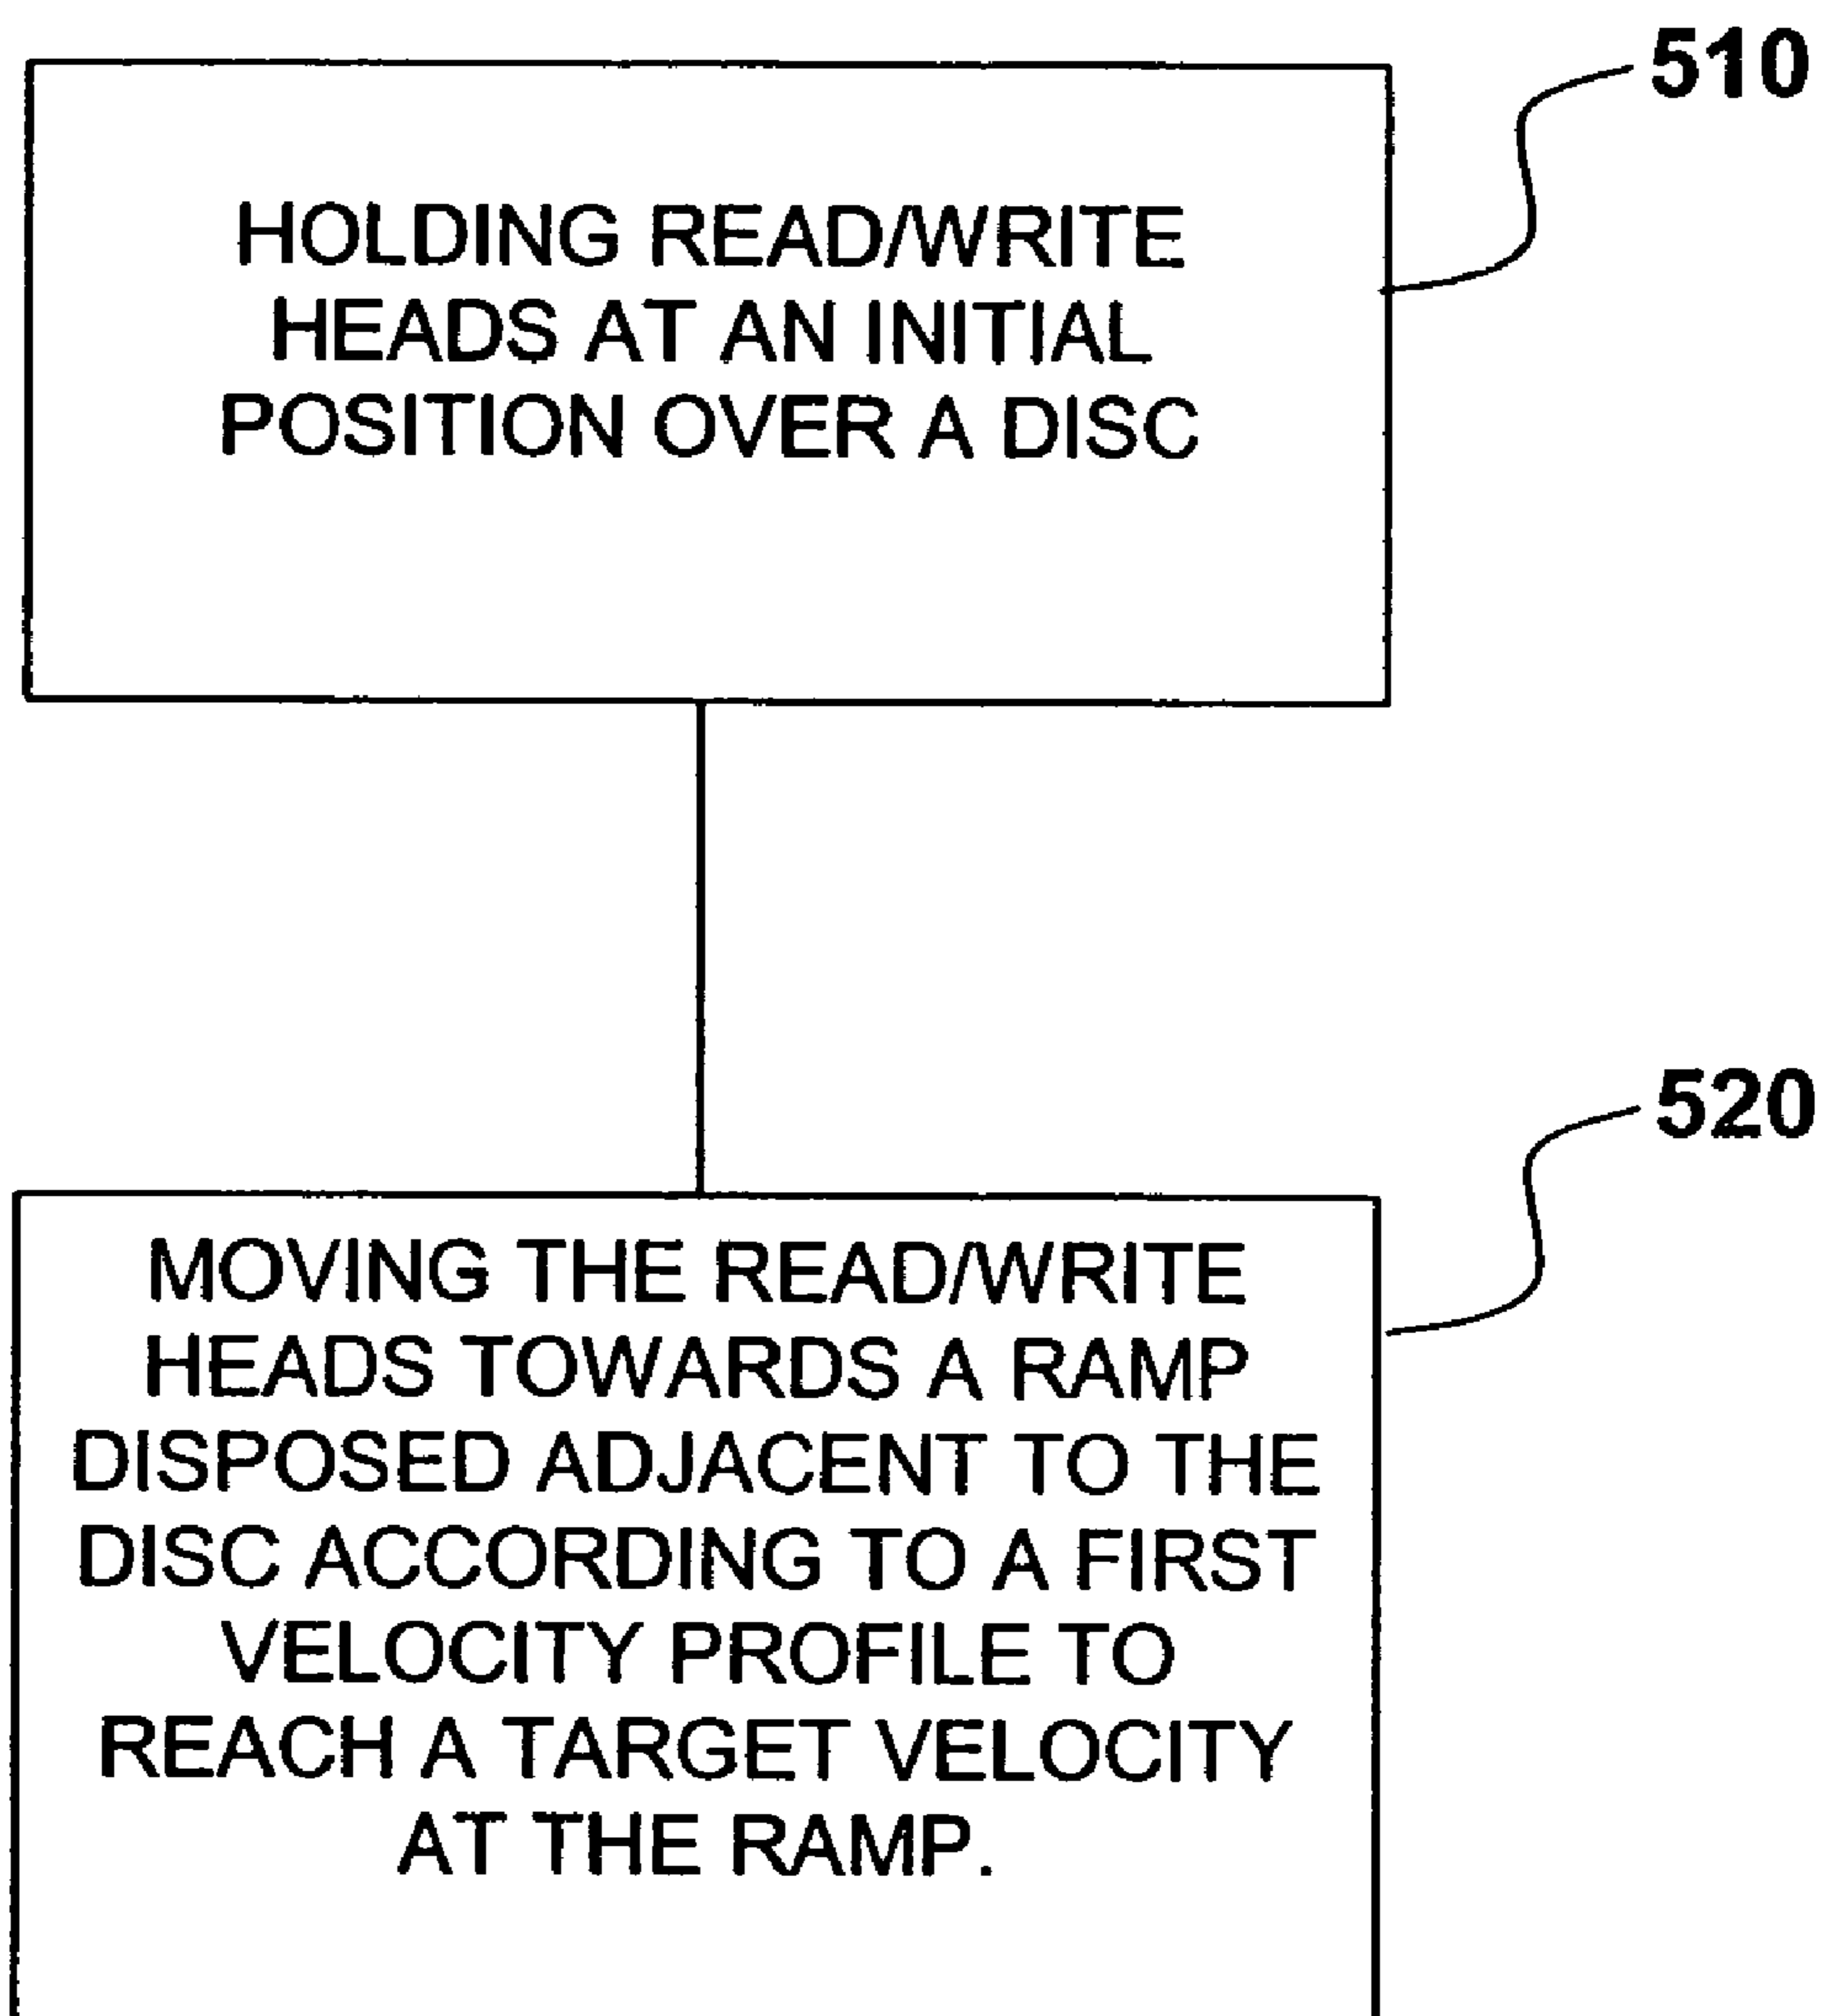 510
HOLDING READ/WRITE
HEADS AT AN INITIAL
POSITION OVER A DISC
520
MOVING THE READ/WRITE
HEADS TOWARDS A RAMP
DISPOSED ADJACENT TO THE
DISC ACCORDING TO A FIRST
VELOCITY PROFILE TO
REACH A TARGET VELOCITY
AT THE RAMP.